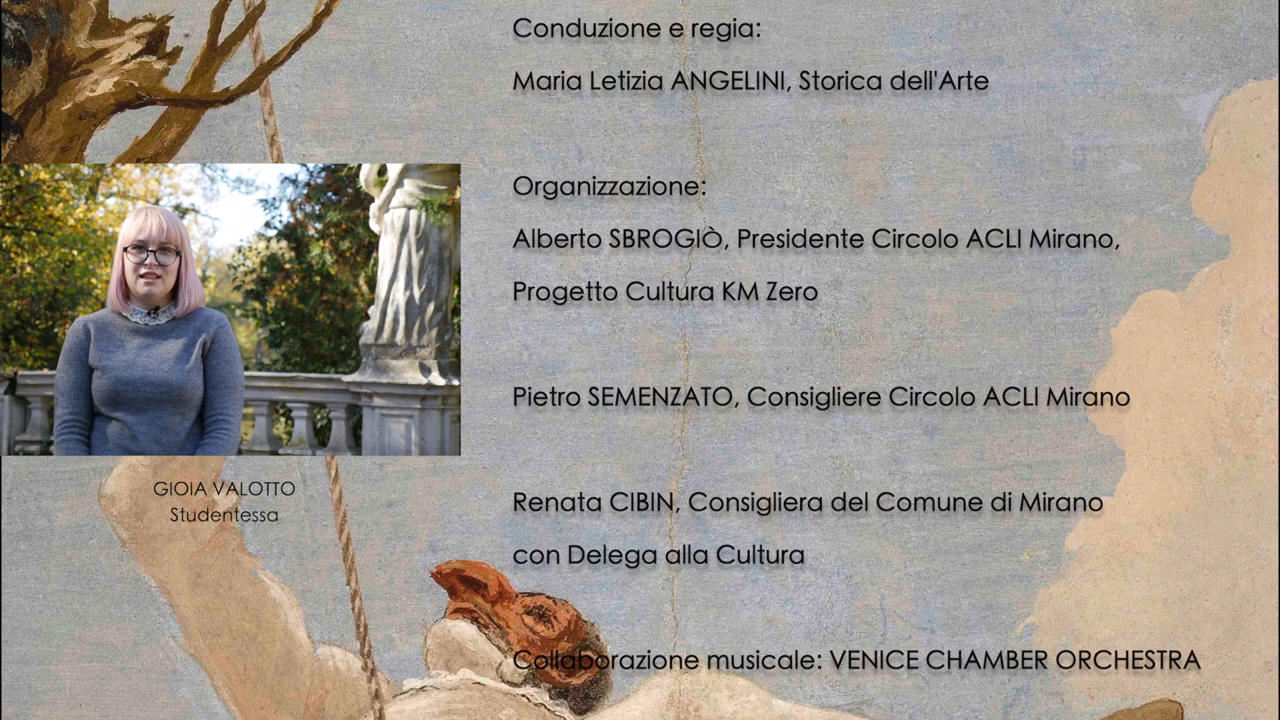 Conduzione e regia:
Maria Letizia ANGELINI, Storica dell'Arte
Organizzazione:
Alberto SBROGIÒ, Presidente Circolo ACLI Mirano,
Progetto Cultura KM Zero
Pietro SEMENZATO, Consigliere Circolo ACLI Mirano
GIOIA VALOTTO
Studentessa
Renata CIBIN, Consigliera del Comune di Mirano
con Delega alla Cultura
Collaborazione musicale: VENICE CHAMBER ORCHESTRA